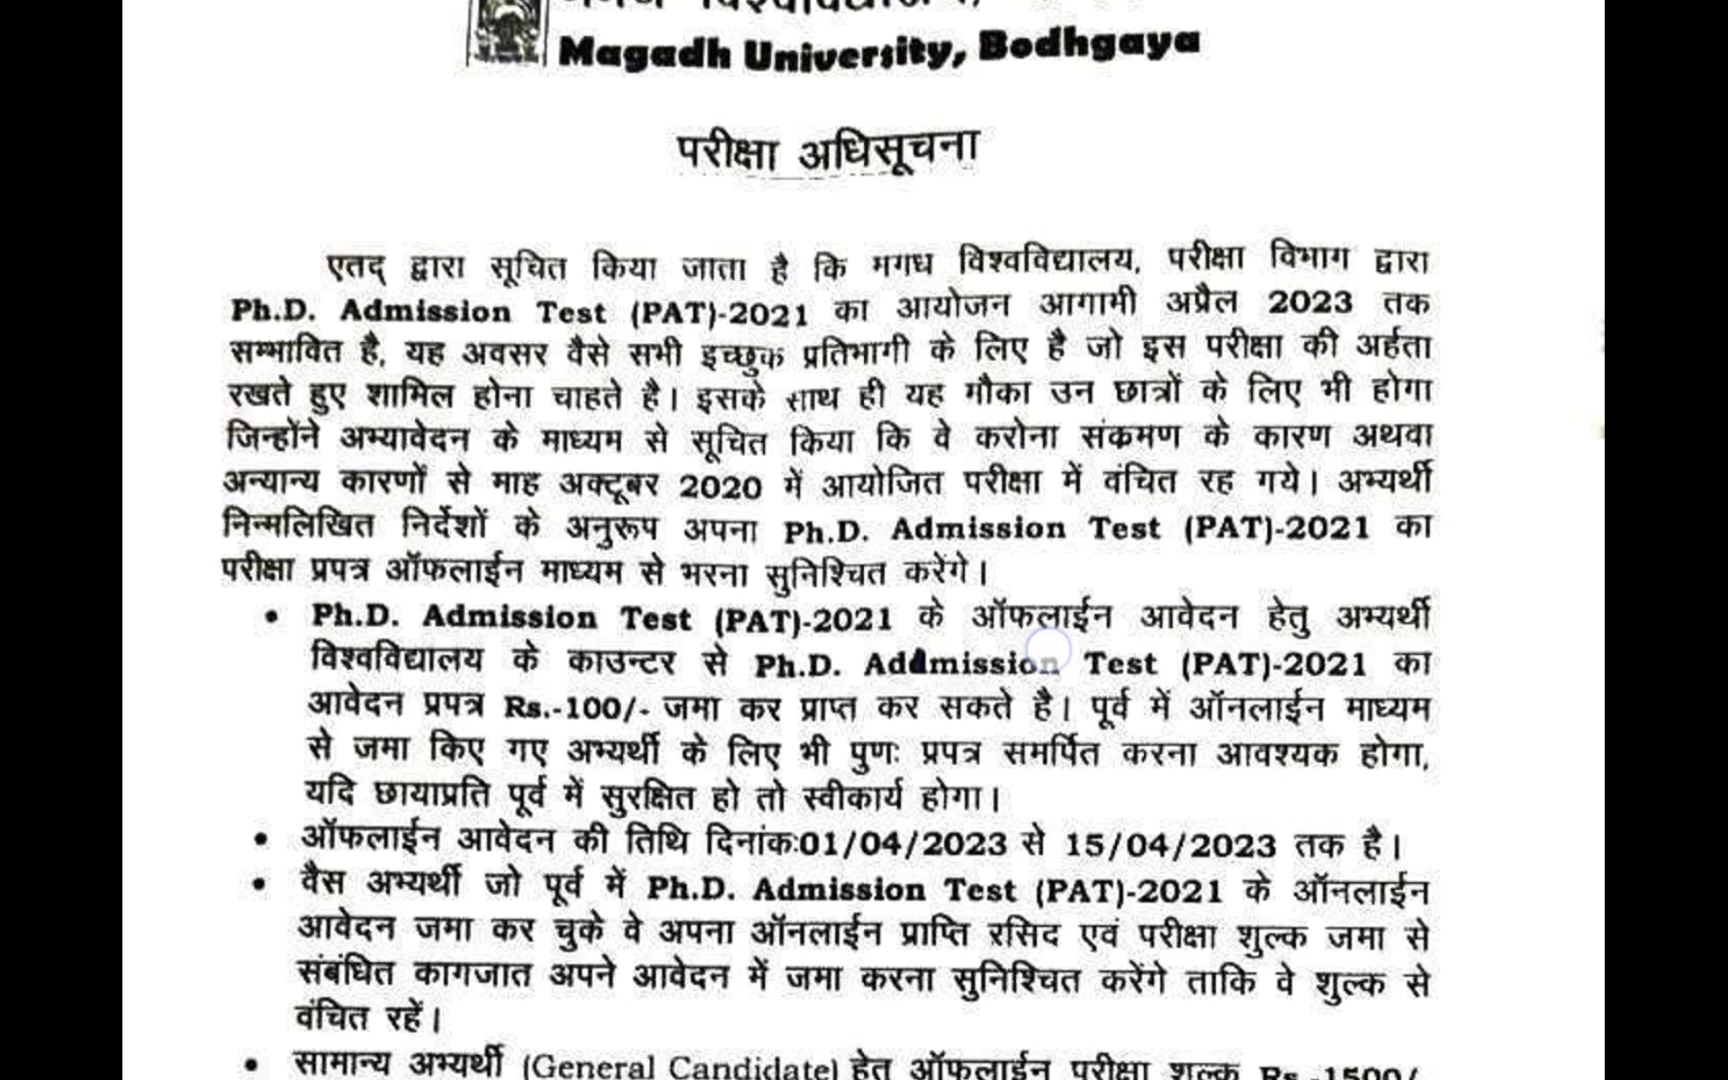 Magadh University, Bodhgaya
परीक्षा अधिसूचना
एतद् द्वारा सूचित किया जाता है कि मगध विश्वविद्यालय, परीक्षा विभाग द्वारा
Ph.D. Admission Test (PAT)-2021 का आयोजन आगामी अप्रैल 2023 तक
सम्भावित है, यह अवसर वैसे सभी इच्छुक प्रतिभागी के लिए है जो इस परीक्षा की अर्हता
रखते हुए शामिल होना चाहते है। इसके साथ ही यह मौका उन छात्रों के लिए भी होगा
जिन्होंने अभ्यावेदन के माध्यम से सूचित किया कि वे करोना संक्रमण के कारण अथवा
अन्यान्य कारणों से माह अक्टूबर 2020 में आयोजित परीक्षा में वंचित रह गये। अभ्यर्थी
निन्मलिखित निर्देशों के अनुरूप अपना Ph.D. Admission Test (PAT)-2021 का
परीक्षा प्रपत्र ऑफलाईन माध्यम से भरना सुनिश्चित करेंगे।
• Ph.D. Admission Test (PAT)-2021 के ऑफलाईन आवेदन हेतु अभ्यर्थी
विश्वविद्यालय के काउन्टर से Ph.D. Addmission Test (PAT)-2021 का
आवेदन प्रपत्र Rs.-100/- जमा कर प्राप्त कर सकते है। पूर्व में ऑनलाईन माध्यम
से जमा किए गए अभ्यर्थी के लिए भी पुणः प्रपत्र समर्पित करना आवश्यक होगा,
यदि छायाप्रति पूर्व में सुरक्षित हो तो स्वीकार्य होगा।
• ऑफलाईन आवेदन की तिथि दिनांक:01/04/2023 से 15/04/2023 तक है।
• वैस अभ्यर्थी जो पूर्व में Ph.D. Admission Test (PAT)-2021 के ऑनलाईन
आवेदन जमा कर चुके वे अपना ऑनलाईन प्राप्ति रसिद एवं परीक्षा शुल्क जमा से
संबंधित कागजात अपने आवेदन में जमा करना सुनिश्चित करेंगे ताकि वे शुल्क से
वंचित रहें।
• सामान्य अभ्यर्थी (General Candidate) हेतु ऑफलाईन परीक्षा शुल्क Rs.-1500/-